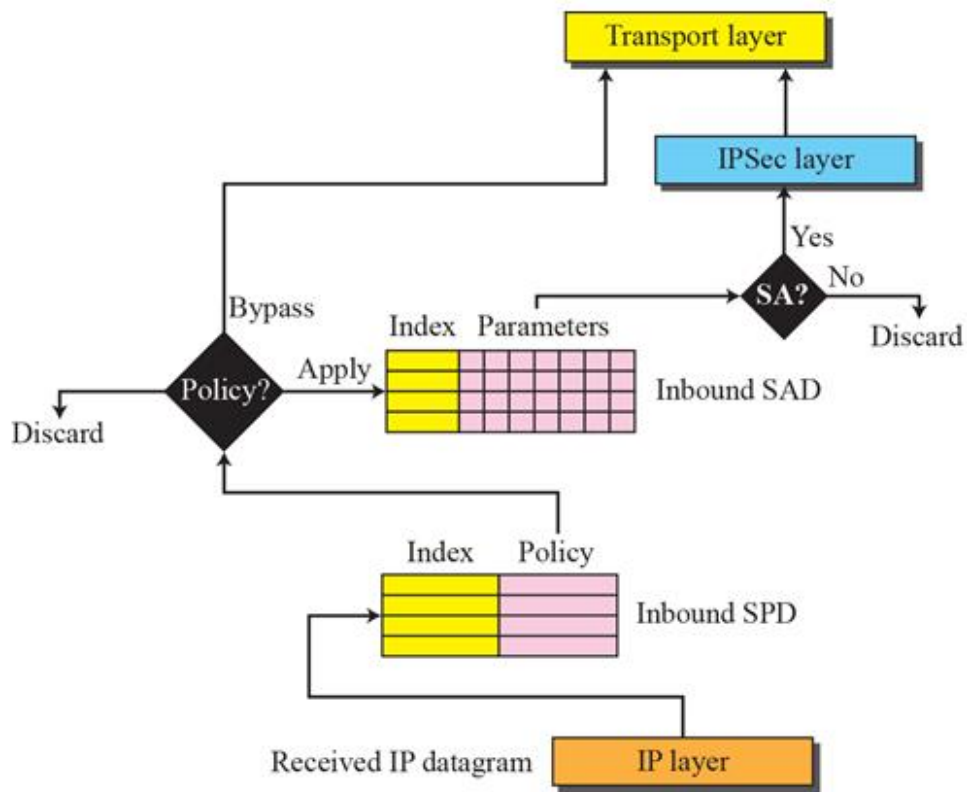 Transport layer
IPSec layer
Yes
SA?
No
Discard
Bypass
Index Parameters
Policy?
Apply
Inbound SAD
Discard
Index Policy
Inbound SPD
Received IP datagram
IP layer